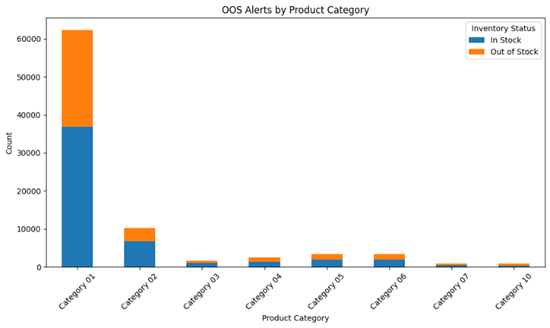 OOS Alerts by Product Category
Inventory Status
In Stock
Out of Stock
60000
50000
40000
30000
20000
10000
0
Count
Category 01
Category 02
Category 03
Category 04
Category 05
Category 06
Category 07
Category 10
Product Category